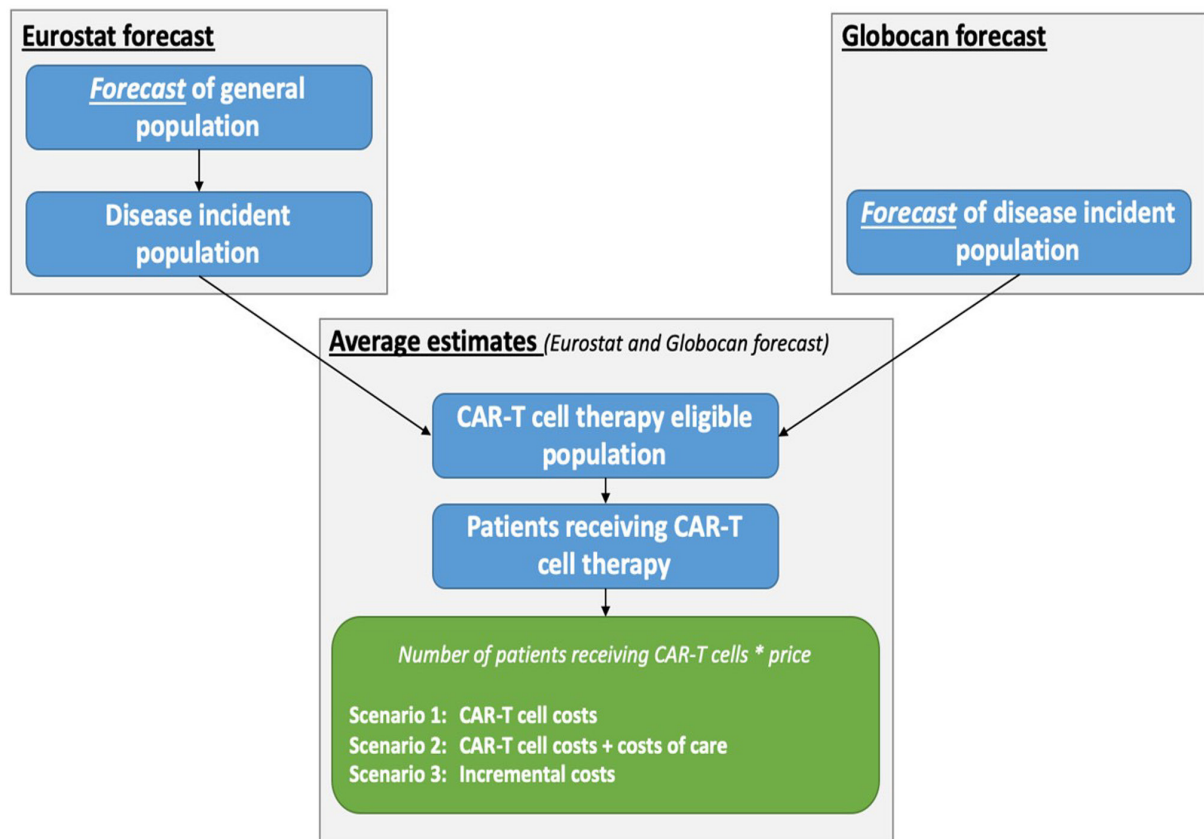 Eurostat forecast
Forecast of general
population
Disease incident
population
Globocan forecast
Forecast of disease incident
population
Average estimates (Eurostat and Globocan forecast)
CAR-T cell therapy eligible
population
Patients receiving CAR-T
cell therapy
Number of patients receiving CAR-T cells * price
Scenario 1: CAR-T cell costs
Scenario 2: CAR-T cell costs + costs of care
Scenario 3: Incremental costs